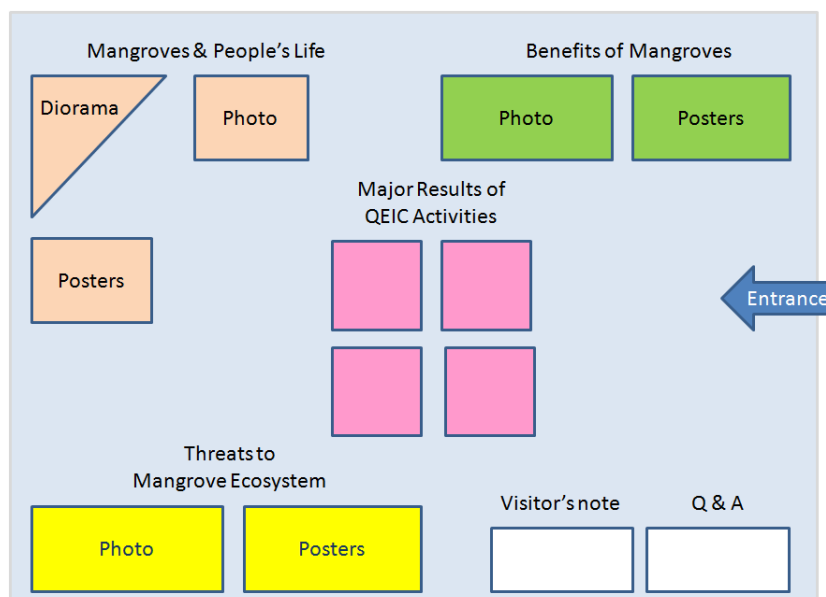 Mangroves & People's Life
Benefits of Mangroves
Diorama
Photo
Photo
Posters
Major Results of
QEIC Activities
Posters
Entrance
Threats to
Mangrove Ecosystem
Visitor's note
Q & A
Photo
Posters